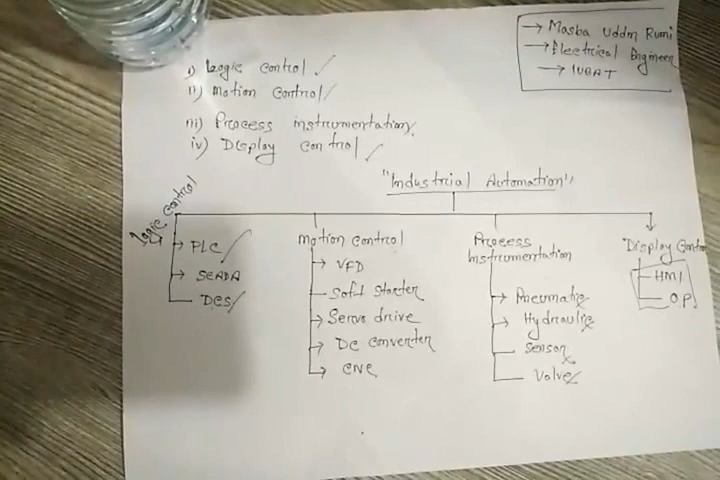 → Masba Uddin Rumi
→ Electrical Engineer
→ IUBAT
i) Logic control
ii) Motion Control
iii) Process instrumentation
iv) Display control
"Industrial Automation"
Logic control
→ PLC
→ SCADA
DCS
Motion control
→ VFD
Soft Starter
→ Servo drive
→ Dc converter
→ CNC
Process Instrumentation
→ Pneumatic
→ Hydraulic
Sensor
Valve
Display Control
HMI
O.P